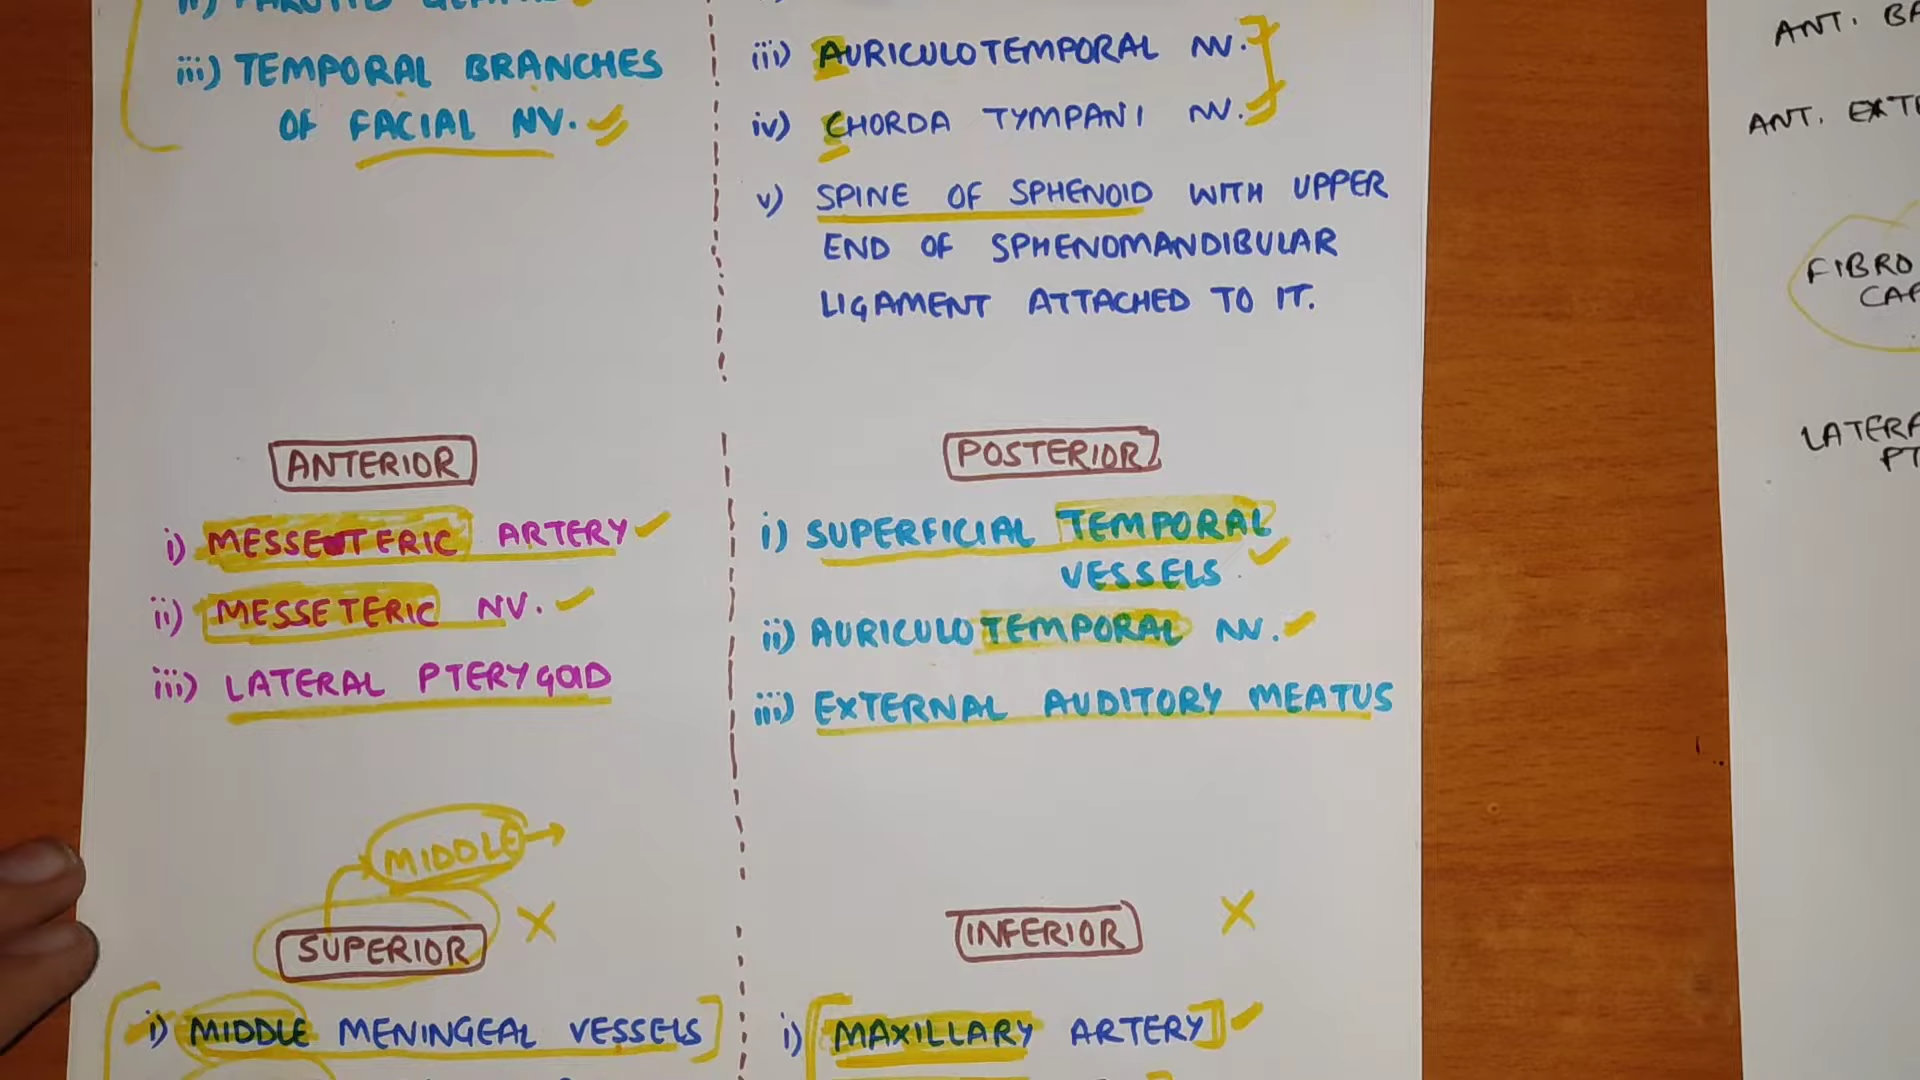 iii) TEMPORAL BRANCHES
OF FACIAL NV.
iii) AURICULOTEMPORAL NV.
iv) CHORDA TYMPANI NV.
v) SPINE OF SPHENOID WITH UPPER
END OF SPHENOMANDIBULAR
LIGAMENT ATTACHED TO IT.
ANTERIOR
i) MESSETERIC ARTERY
ii) MESSETERIC NV.
iii) LATERAL PTERYGOID
POSTERIOR
i) SUPERFICIAL TEMPORAL
VESSELS
ii) AURICULOTEMPORAL NV.
iii) EXTERNAL AUDITORY MEATUS
MIDDLE
SUPERIOR X
i) MIDDLE MENINGEAL VESSELS
INFERIOR X
i) MAXILLARY ARTERY
ANT.
ANT.
FIBRO